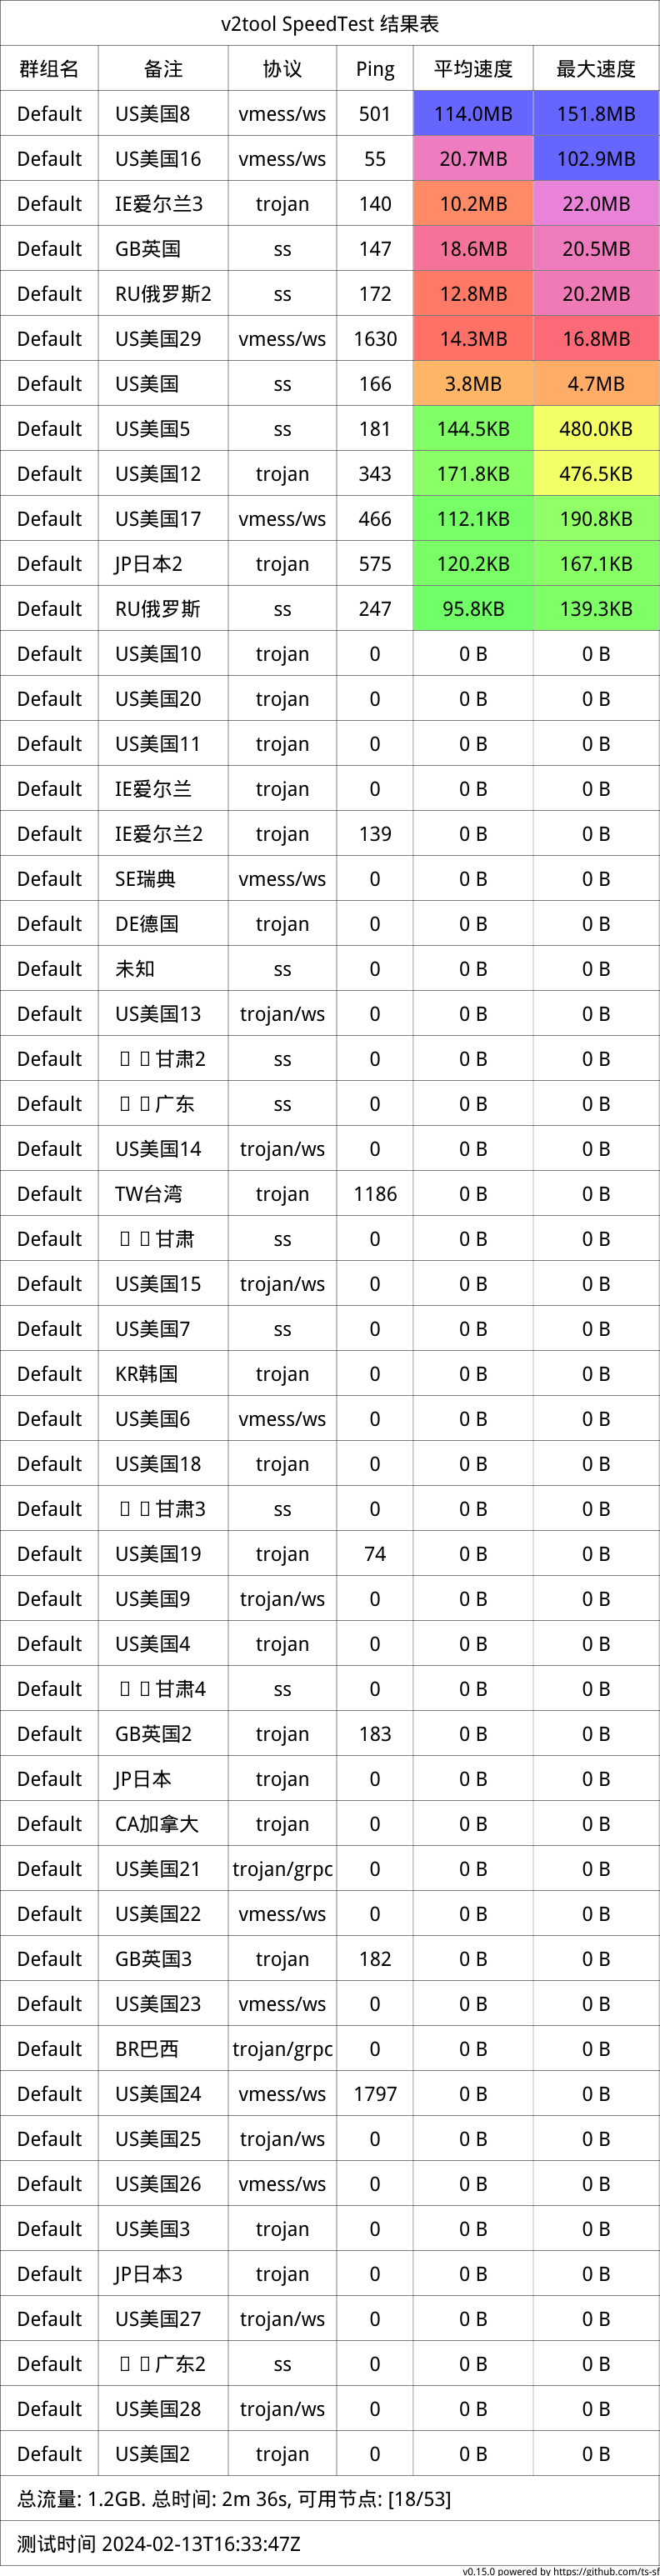 v2tool SpeedTest 结果表
群组名 备注 协议 Ping 平均速度 最大速度
Default US美国8 vmess/ws 501 114.0MB 151.8MB
Default US美国16 vmess/ws 55 20.7MB 102.9MB
Default IE爱尔兰3 trojan 140 10.2MB 22.0MB
Default GB英国 ss 147 18.6MB 20.5MB
Default RU俄罗斯2 ss 172 12.8MB 20.2MB
Default US美国29 vmess/ws 1630 14.3MB 16.8MB
Default US美国 ss 166 3.8MB 4.7MB
Default US美国5 ss 181 144.5KB 480.0KB
Default US美国12 trojan 343 171.8KB 476.5KB
Default US美国17 vmess/ws 466 112.1KB 190.8KB
Default JP日本2 trojan 575 120.2KB 167.1KB
Default RU俄罗斯 ss 247 95.8KB 139.3KB
Default US美国10 trojan 0 0 B 0 B
Default US美国20 trojan 0 0 B 0 B
Default US美国11 trojan 0 0 B 0 B
Default IE爱尔兰 trojan 0 0 B 0 B
Default IE爱尔兰2 trojan 139 0 B 0 B
Default SE瑞典 vmess/ws 0 0 B 0 B
Default DE德国 trojan 0 0 B 0 B
Default 未知 ss 0 0 B 0 B
Default US美国13 trojan/ws 0 0 B 0 B
Default 甘肃2 ss 0 0 B 0 B
Default 广东 ss 0 0 B 0 B
Default US美国14 trojan/ws 0 0 B 0 B
Default TW台湾 trojan 1186 0 B 0 B
Default 甘肃 ss 0 0 B 0 B
Default US美国15 trojan/ws 0 0 B 0 B
Default US美国7 ss 0 0 B 0 B
Default KR韩国 trojan 0 0 B 0 B
Default US美国6 vmess/ws 0 0 B 0 B
Default US美国18 trojan 0 0 B 0 B
Default 甘肃3 ss 0 0 B 0 B
Default US美国19 trojan 74 0 B 0 B
Default US美国9 trojan/ws 0 0 B 0 B
Default US美国4 trojan 0 0 B 0 B
Default 甘肃4 ss 0 0 B 0 B
Default GB英国2 trojan 183 0 B 0 B
Default JP日本 trojan 0 0 B 0 B
Default CA加拿大 trojan 0 0 B 0 B
Default US美国21 trojan/grpc 0 0 B 0 B
Default US美国22 vmess/ws 0 0 B 0 B
Default GB英国3 trojan 182 0 B 0 B
Default US美国23 vmess/ws 0 0 B 0 B
Default BR巴西 trojan/grpc 0 0 B 0 B
Default US美国24 vmess/ws 1797 0 B 0 B
Default US美国25 trojan/ws 0 0 B 0 B
Default US美国26 vmess/ws 0 0 B 0 B
Default US美国3 trojan 0 0 B 0 B
Default JP日本3 trojan 0 0 B 0 B
Default US美国27 trojan/ws 0 0 B 0 B
Default 广东2 ss 0 0 B 0 B
Default US美国28 trojan/ws 0 0 B 0 B
Default US美国2 trojan 0 0 B 0 B
总流量: 1.2GB. 总时间: 2m 36s, 可用节点: [18/53]
测试时间 2024-02-13T16:33:47Z
v0.15.0 powered by https://github.com/ts-sf